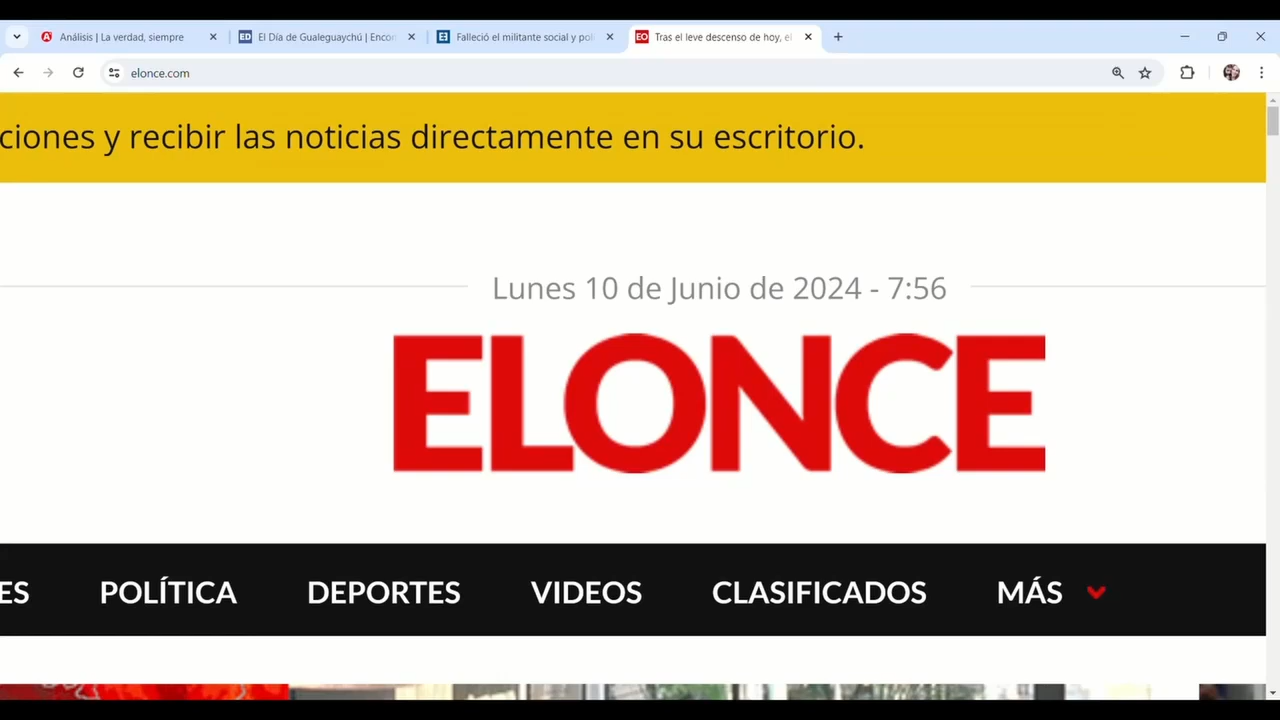 Análisis | La verdad, siempre
El Día de Gualeguaychú | Encon
Falleció el militante social y pol
Tras el leve descenso de hoy, el
elonce.com
ciones y recibir las noticias directamente en su escritorio.
Lunes 10 de Junio de 2024 - 7:56
ELONCE
ES POLÍTICA DEPORTES VIDEOS CLASIFICADOS MÁS